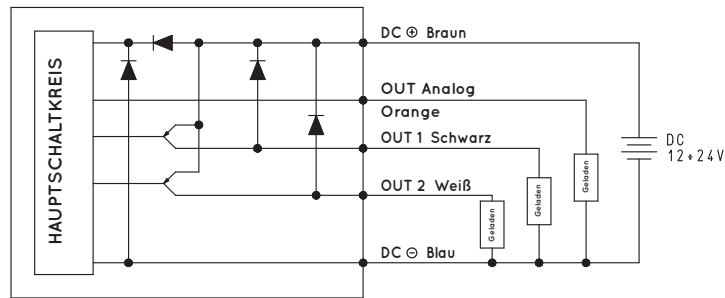 HAUPTSCHALTKREIS
DC ⊕ Braun
OUT Analog
Orange
OUT 1 Schwarz
OUT 2 Weiß
DC ⊖ Blau
Geladen
Geladen
Geladen
DC
12÷24V